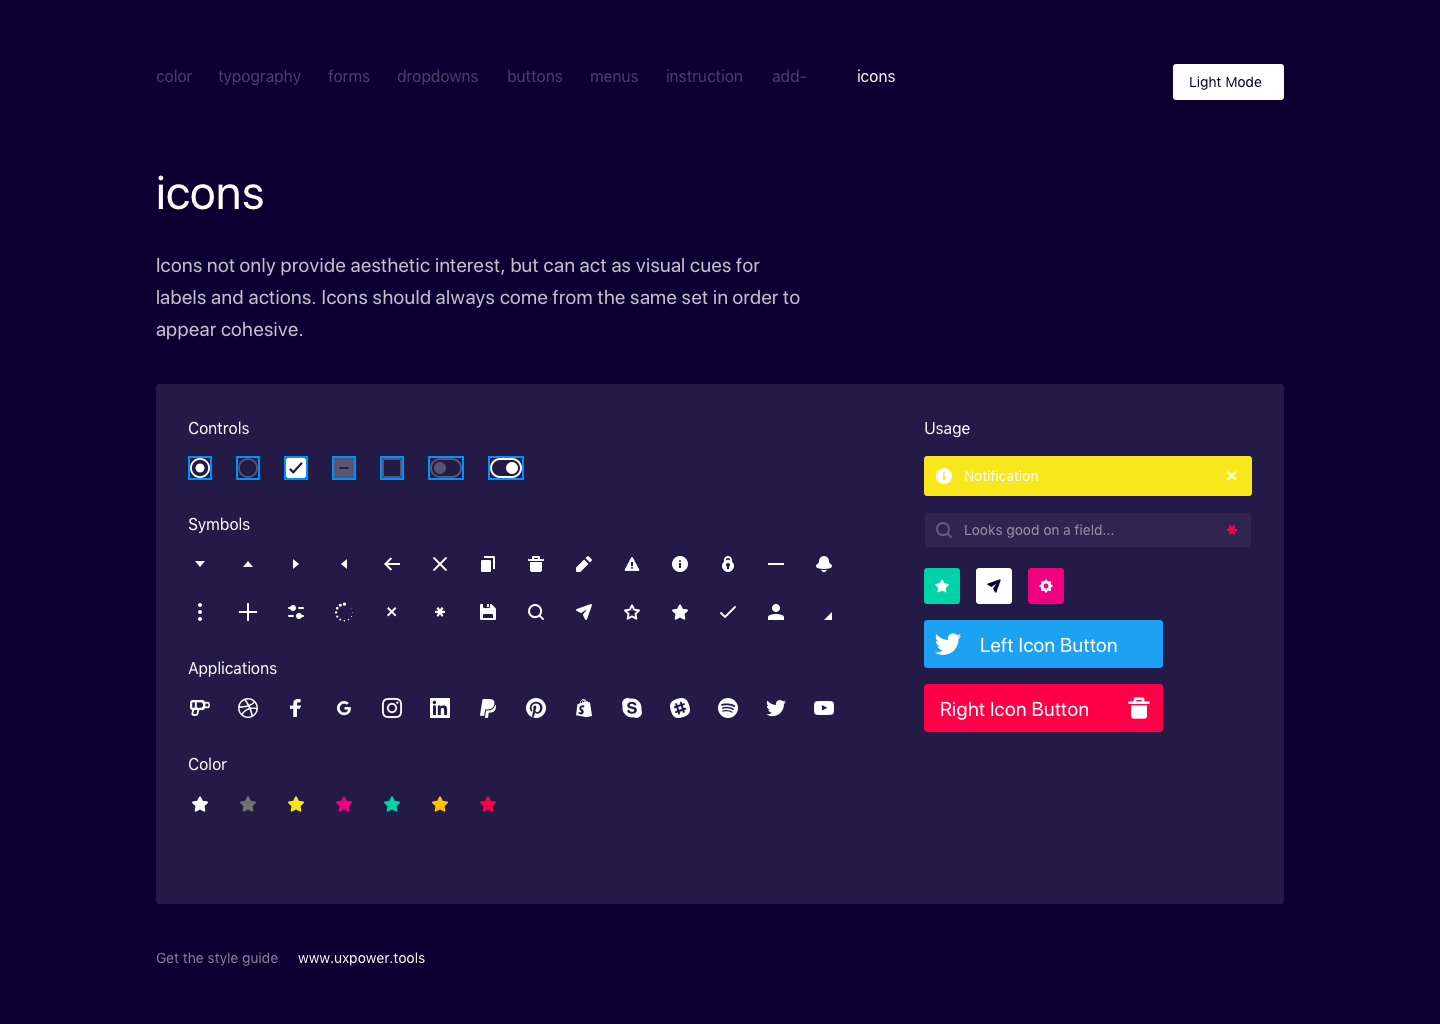 color typography forms dropdowns buttons menus instruction add- icons
Light Mode
icons
Icons not only provide aesthetic interest, but can act as visual cues for
labels and actions. Icons should always come from the same set in order to
appear cohesive.
Controls
Symbols
Applications
Color
Usage
Notification
Looks good on a field...
Left Icon Button
Right Icon Button
Get the style guide www.uxpower.tools